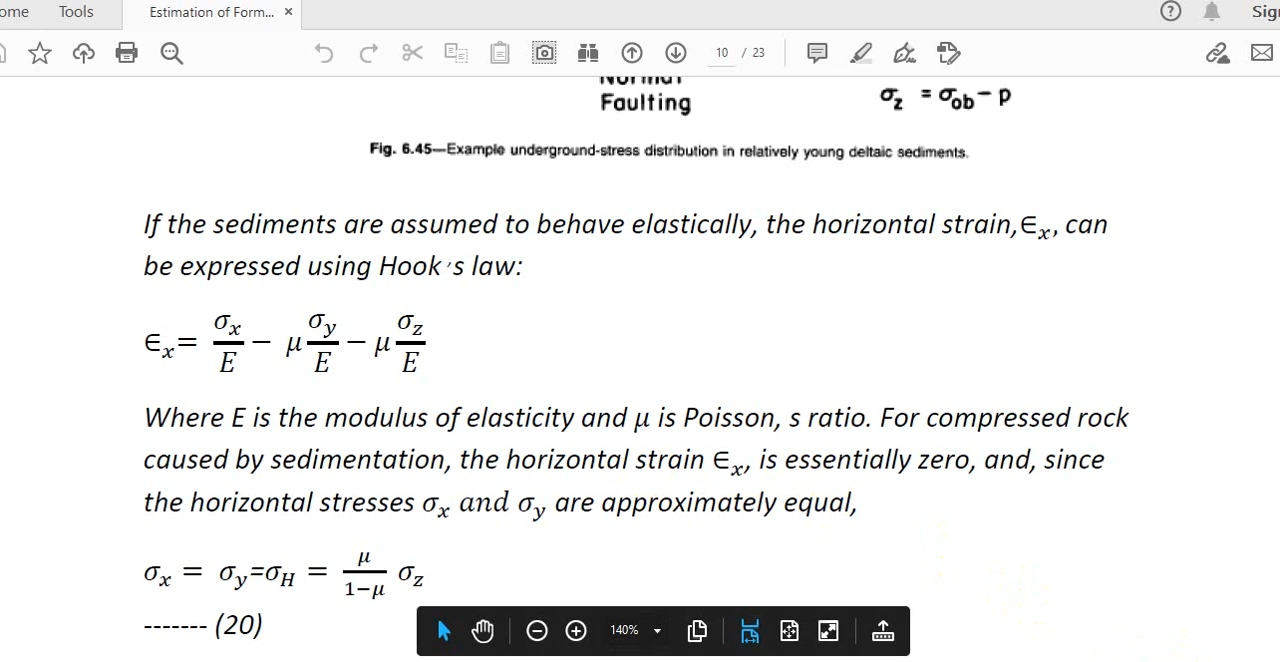 ome Tools Estimation of Form... × Sig
10 / 23
Normal
Faulting
σz = σob − p
Fig. 6.45—Example underground-stress distribution in relatively young deltaic sediments.
If the sediments are assumed to behave elastically, the horizontal strain,∈x, can
be expressed using Hook's law:
∈x= σx/E − μ σy/E − μ σz/E
Where E is the modulus of elasticity and μ is Poisson, s ratio. For compressed rock
caused by sedimentation, the horizontal strain ∈x, is essentially zero, and, since
the horizontal stresses σx and σy are approximately equal,
σx = σy=σH = μ/1−μ σz
------- (20)
140%